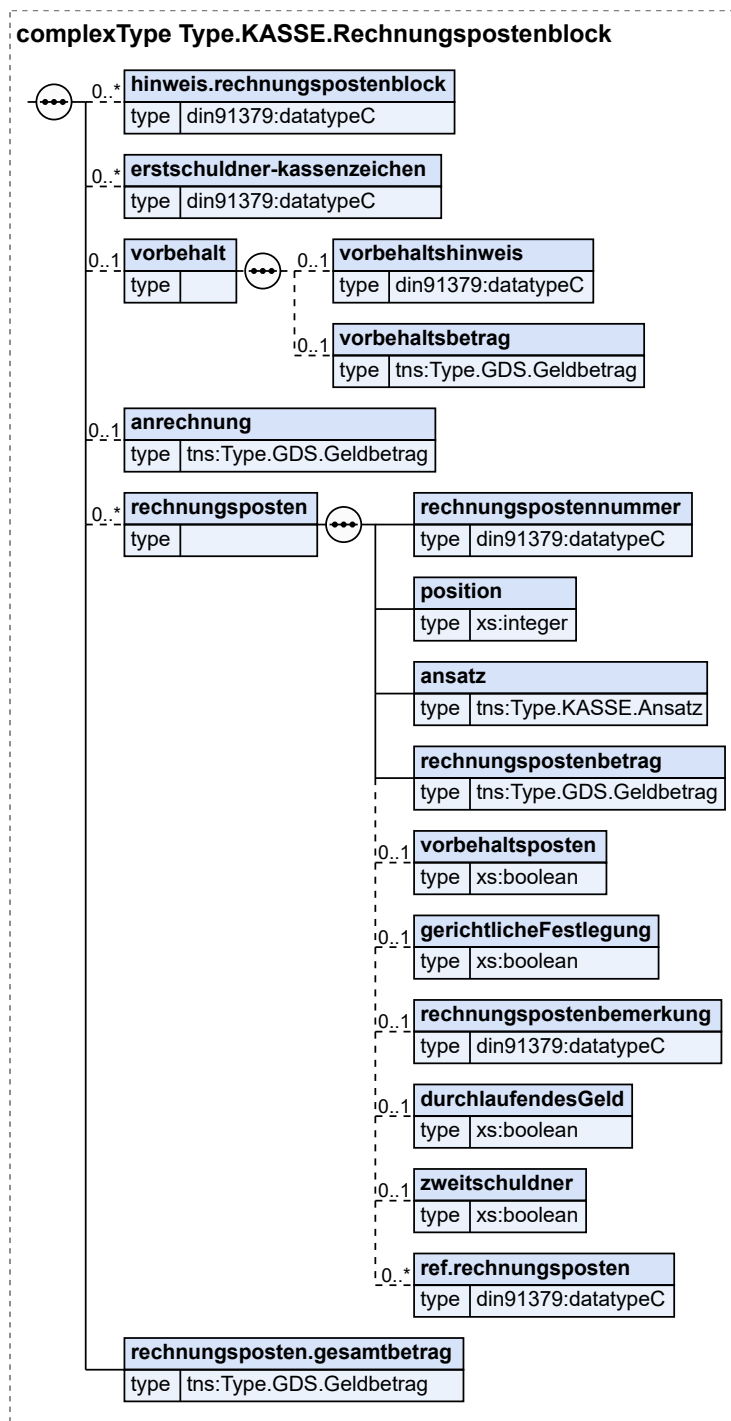 complexType Type.KASSE.Rechnungspostenblock
0..* hinweis.rechnungspostenblock
type din91379:datatypeC
0..* erstschuldner-kassenzeichen
type din91379:datatypeC
0..1 vorbehalt
type
0..1 vorbehaltshinweis
type din91379:datatypeC
0..1 vorbehaltsbetrag
type tns:Type.GDS.Geldbetrag
0..1 anrechnung
type tns:Type.GDS.Geldbetrag
0..* rechnungsposten
type
rechnungspostennummer
type din91379:datatypeC
position
type xs:integer
ansatz
type tns:Type.KASSE.Ansatz
rechnungspostenbetrag
type tns:Type.GDS.Geldbetrag
0..1 vorbehaltsposten
type xs:boolean
0..1 gerichtlicheFestlegung
type xs:boolean
0..1 rechnungspostenbemerkung
type din91379:datatypeC
0..1 durchlaufendesGeld
type xs:boolean
0..1 zweitschuldner
type xs:boolean
0..* ref.rechnungsposten
type din91379:datatypeC
rechnungsposten.gesamtbetrag
type tns:Type.GDS.Geldbetrag